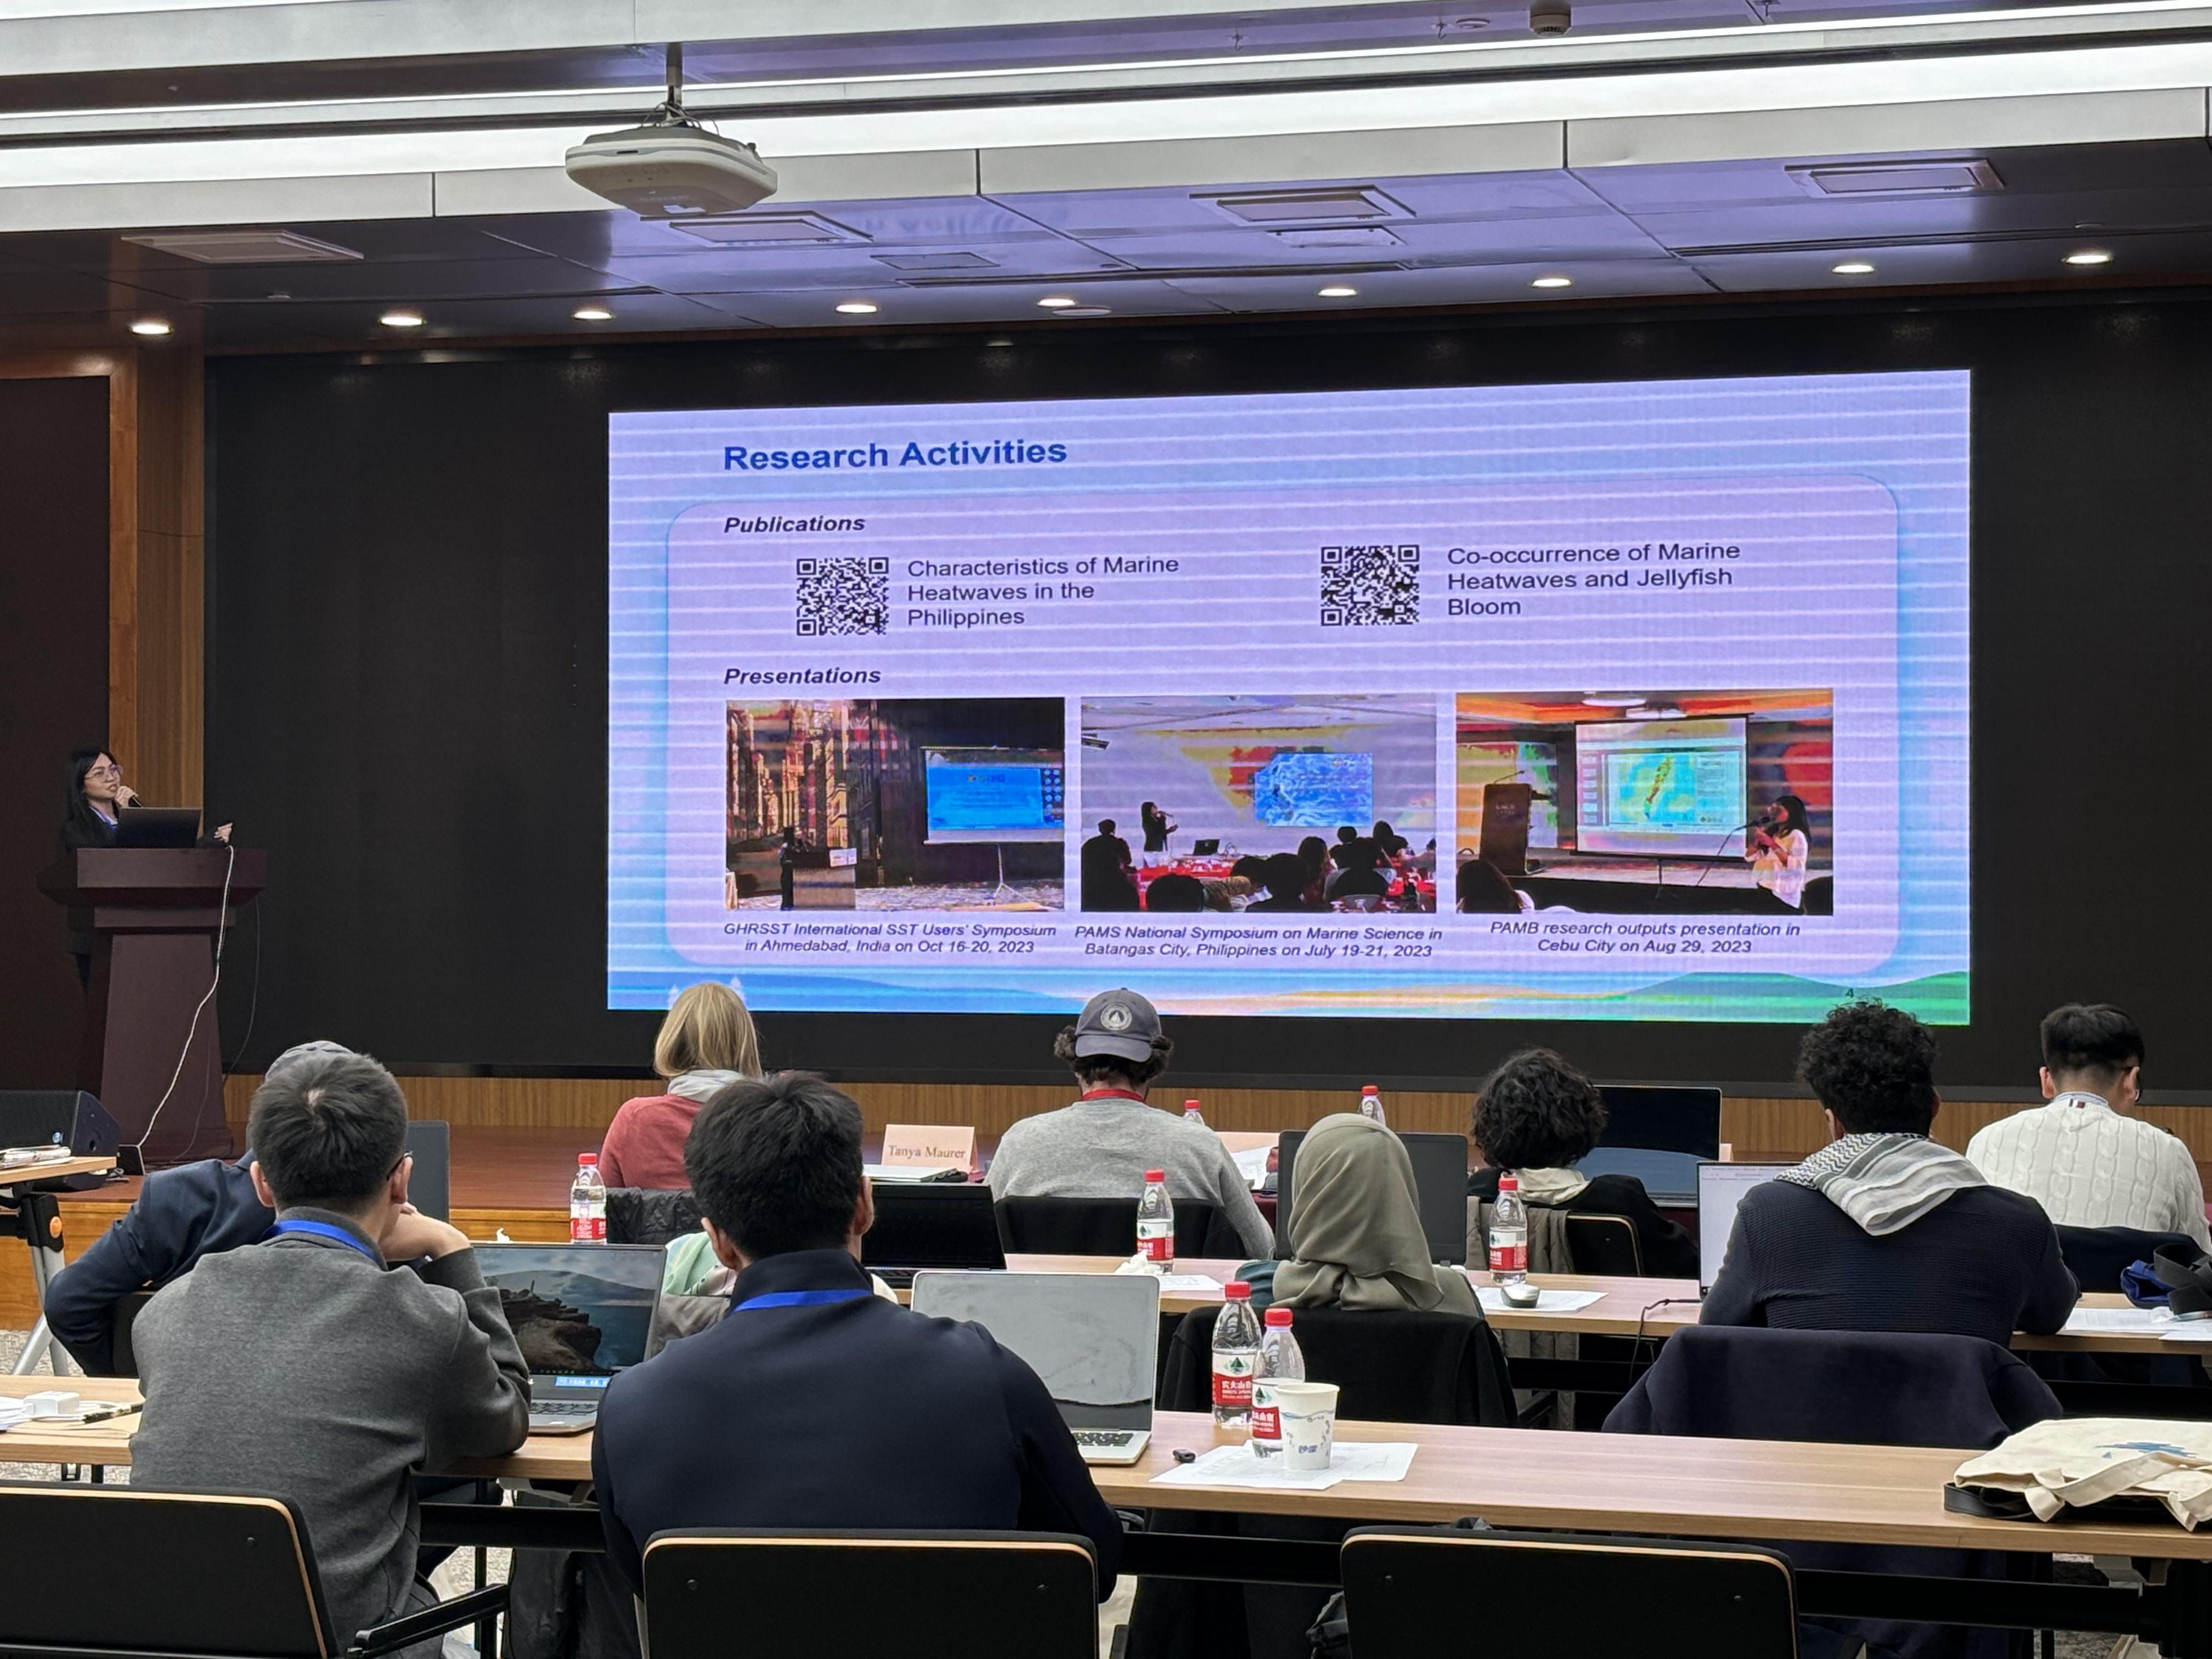 Research Activities
Publications
Characteristics of Marine
Heatwaves in the
Philippines
Co-occurrence of Marine
Heatwaves and Jellyfish
Bloom
Presentations
GHRSST International SST Users' Symposium
in Ahmedabad, India on Oct 16-20, 2023
PAMS National Symposium on Marine Science in
Batangas City, Philippines on July 19-21, 2023
PAMB research outputs presentation in
Cebu City on Aug 29, 2023
4
Tanya Maurer